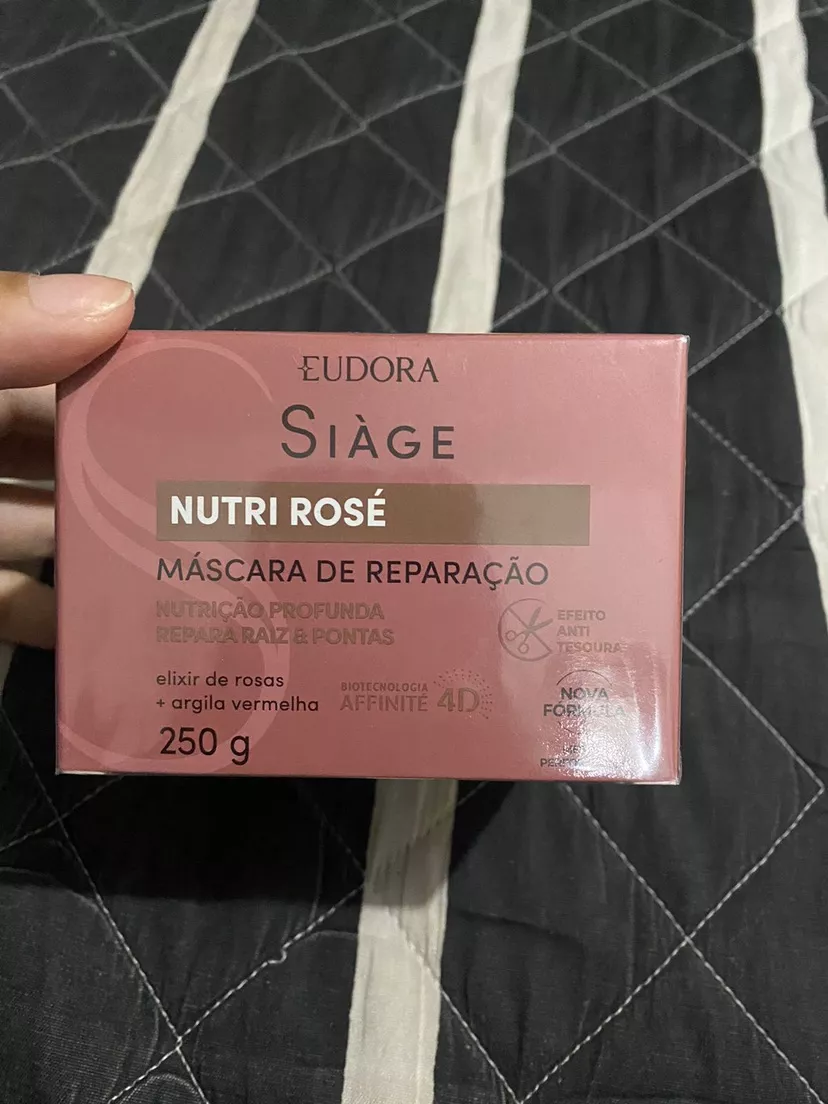 EUDORA
SIÀGE
NUTRI ROSÉ
MÁSCARA DE REPARAÇÃO
NUTRIÇÃO PROFUNDA
REPARA RAIZ & PONTAS
EFEITO
ANTI
TESOURA
elixir de rosas
+ argila vermelha
BIOTECNOLOGIA
AFFINITÉ 4D
NOVA
FÓRMULA
250 g